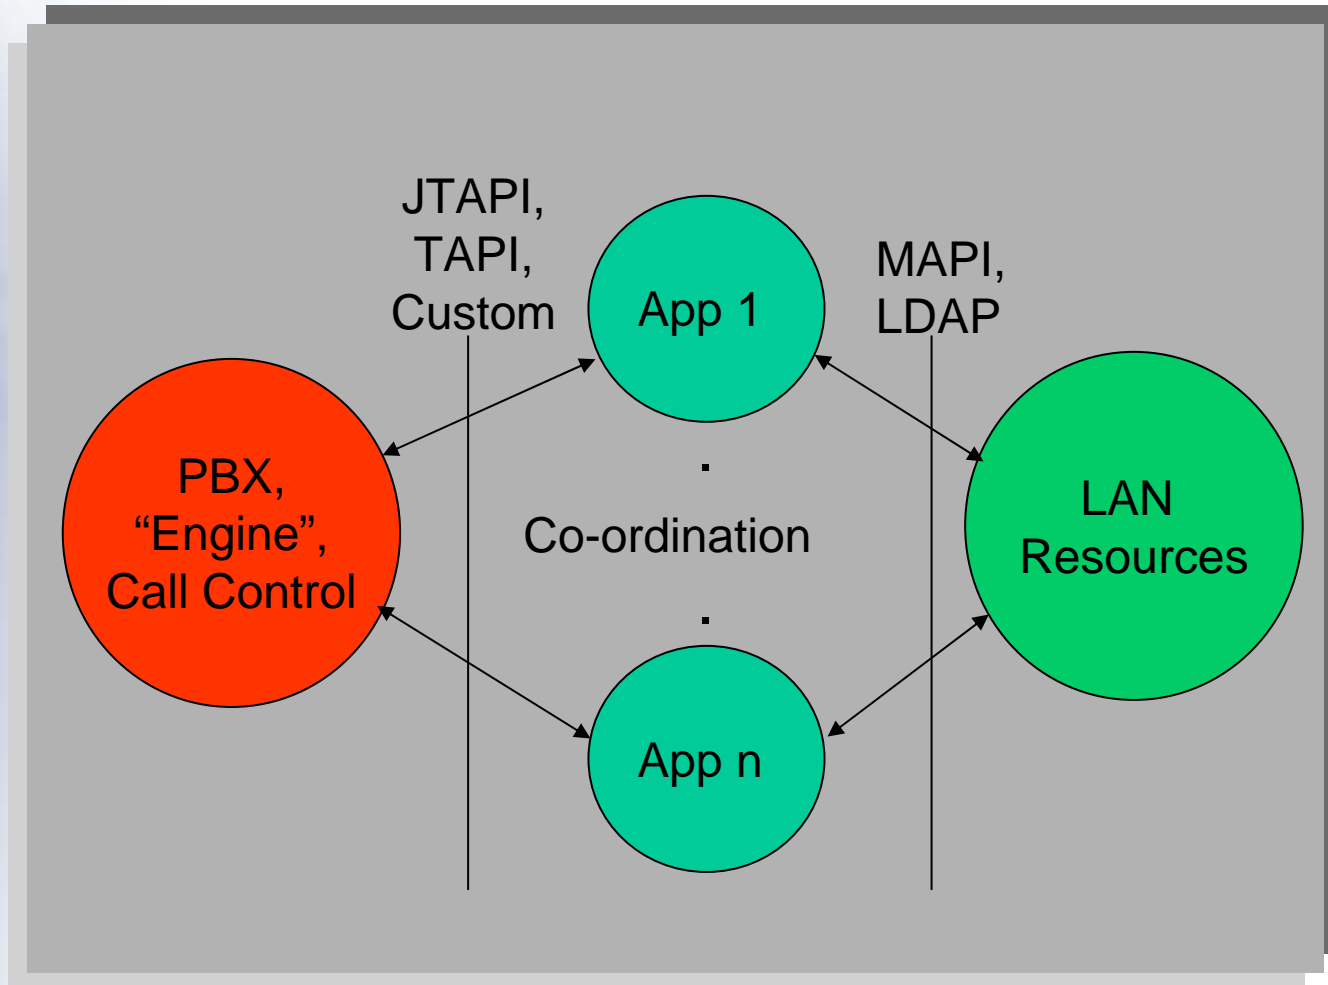 JTAPI,
TAPI,
Custom
App 1
MAPI,
LDAP
PBX,
“Engine”,
Call Control
.
Co-ordination
.
LAN
Resources
App n